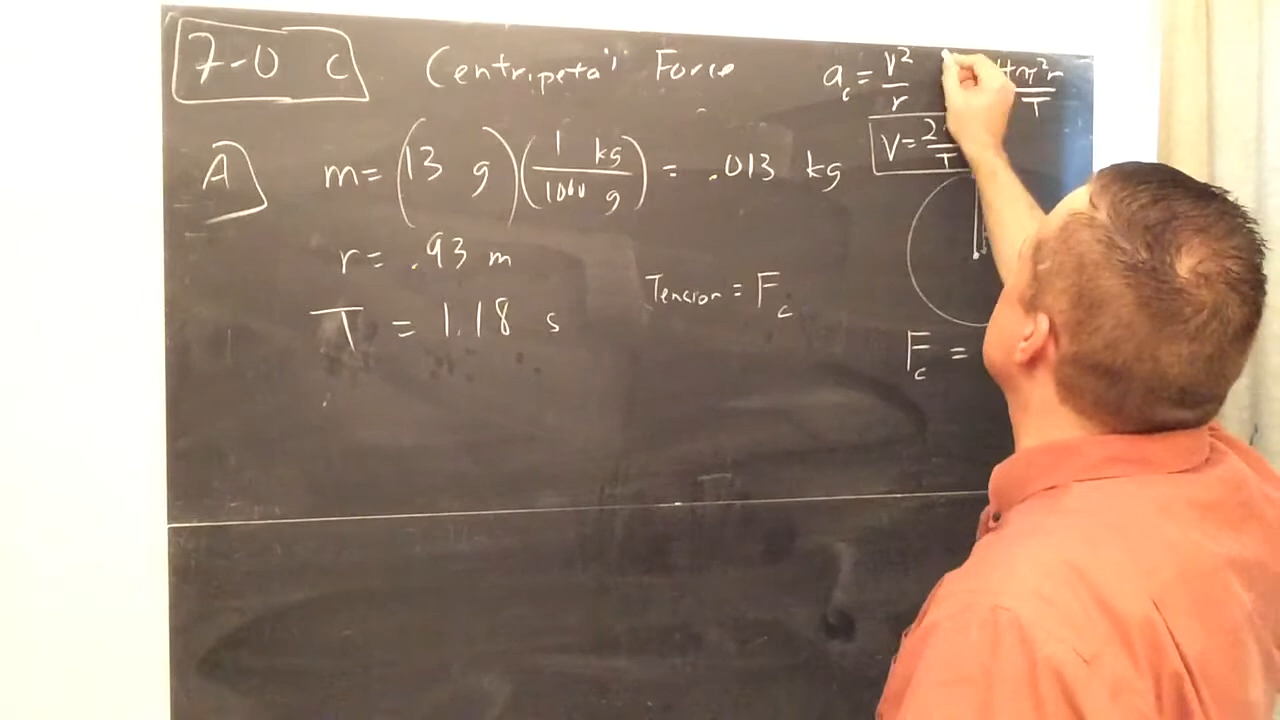 7-0 c Centripetal Force
a_c = v²/r 4π²r/T
V = 2 /T
A m = (13 g)(1 kg/1000 g) = .013 kg
r = .93 m
Tension = F_c
T = 1.18 s
F_c =